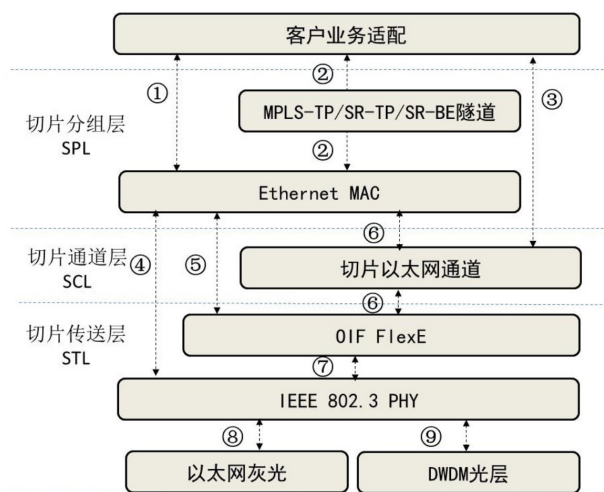 客户业务适配
①
②
③
切片分组层
SPL
MPLS-TP/SR-TP/SR-BE隧道
②
Ethernet MAC
切片通道层
SCL
④
⑤
⑥
切片以太网通道
⑥
切片传送层
STL
OIF FlexE
⑦
IEEE 802.3 PHY
⑧
⑨
以太网灰光
DWDM光层